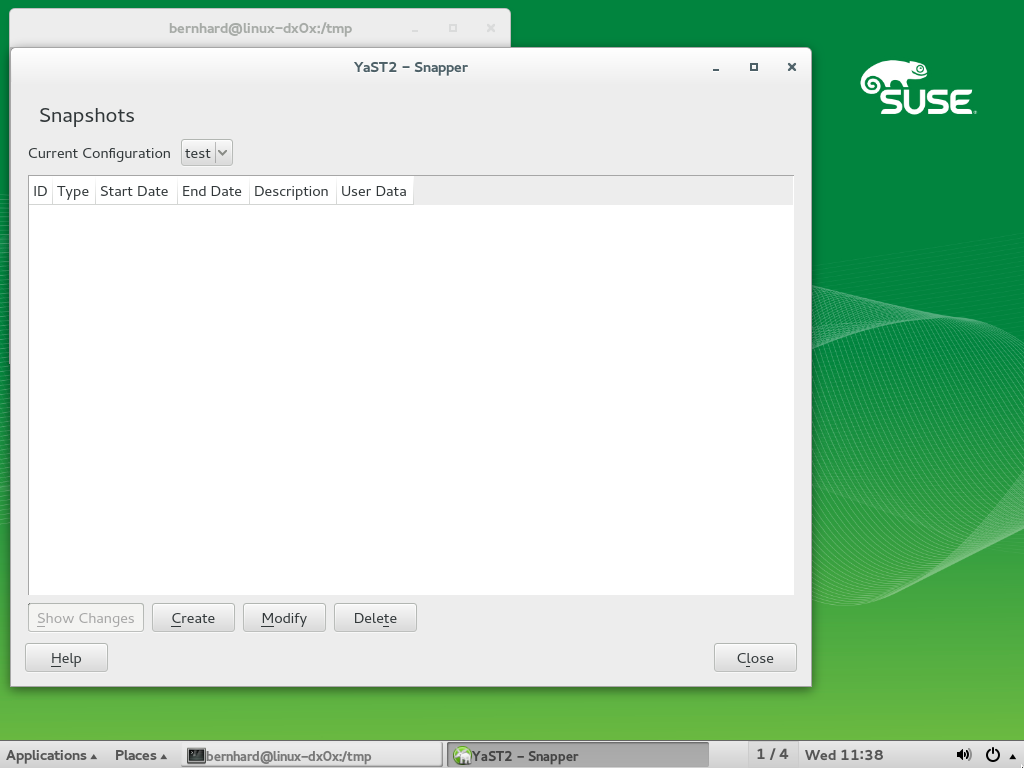 bernhard@linux-dx0x:/tmp
YaST2 - Snapper
SUSE
Snapshots
Current Configuration test
ID Type Start Date End Date Description User Data
Show Changes Create Modify Delete
Help Close
Applications Places bernhard@linux-dx0x:/tmp YaST2 - Snapper 1 / 4 Wed 11:38